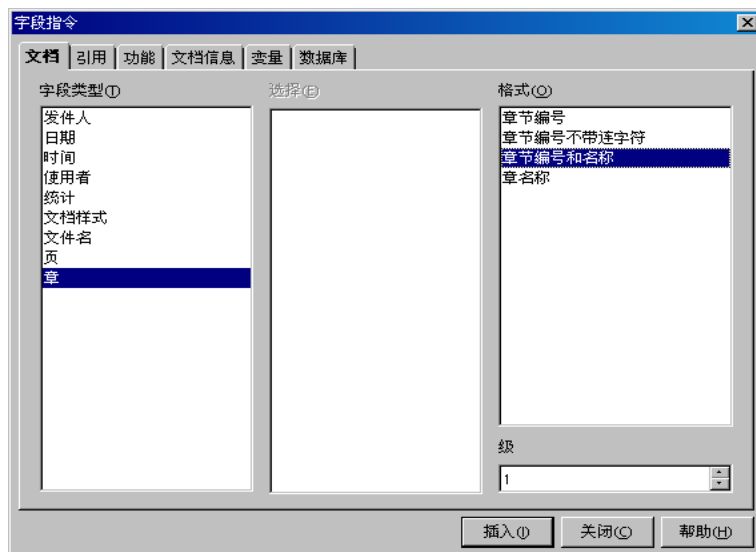 字段指令
文档 引用 功能 文档信息 变量 数据库
字段类型(T)
发件人
日期
时间
使用者
统计
文档样式
文件名
页
章
选择(E)
格式(O)
章节编号
章节编号不带连字符
章节编号和名称
章名称
级
1
插入(I) 关闭(C) 帮助(H)